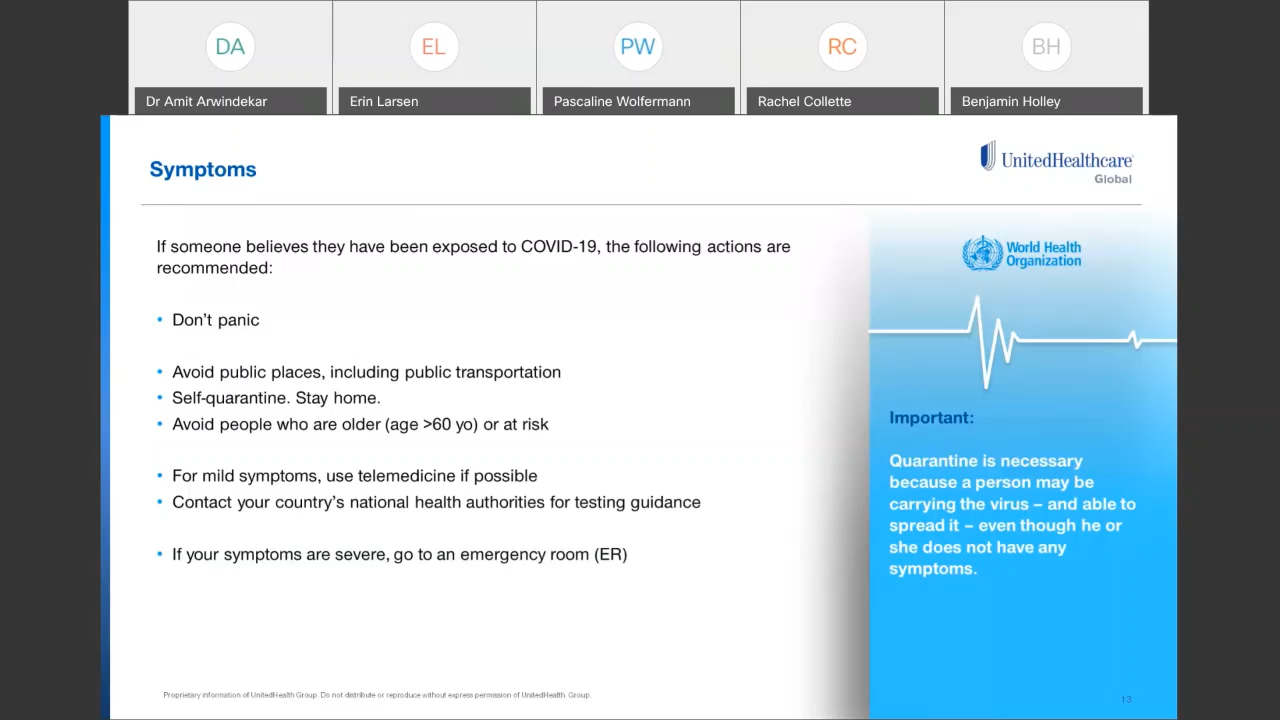 DA
EL
PW
RC
BH
Dr Amit Arwindekar
Erin Larsen
Pascaline Wolfermann
Rachel Collette
Benjamin Holley
Symptoms
UnitedHealthcare
Global
If someone believes they have been exposed to COVID-19, the following actions are
recommended:
• Don’t panic
• Avoid public places, including public transportation
• Self-quarantine. Stay home.
• Avoid people who are older (age >60 yo) or at risk
• For mild symptoms, use telemedicine if possible
• Contact your country’s national health authorities for testing guidance
• If your symptoms are severe, go to an emergency room (ER)
World Health
Organization
Important:
Quarantine is necessary
because a person may be
carrying the virus – and able to
spread it – even though he or
she does not have any
symptoms.
Proprietary information of UnitedHealth Group. Do not distribute or reproduce without express permission of UnitedHealth Group.
13